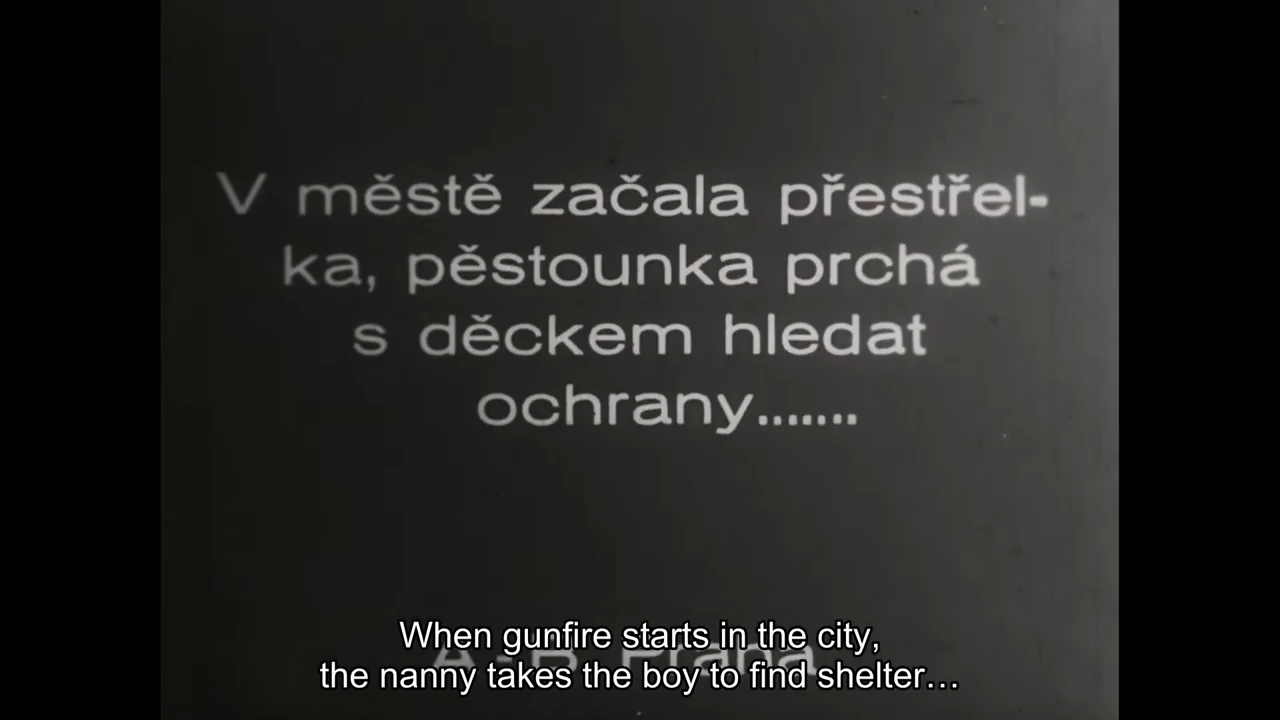 V městě začala přestřel-
ka, pěstounka prchá
s děckem hledat
ochrany.......
A-B Praha
When gunfire starts in the city,
the nanny takes the boy to find shelter…